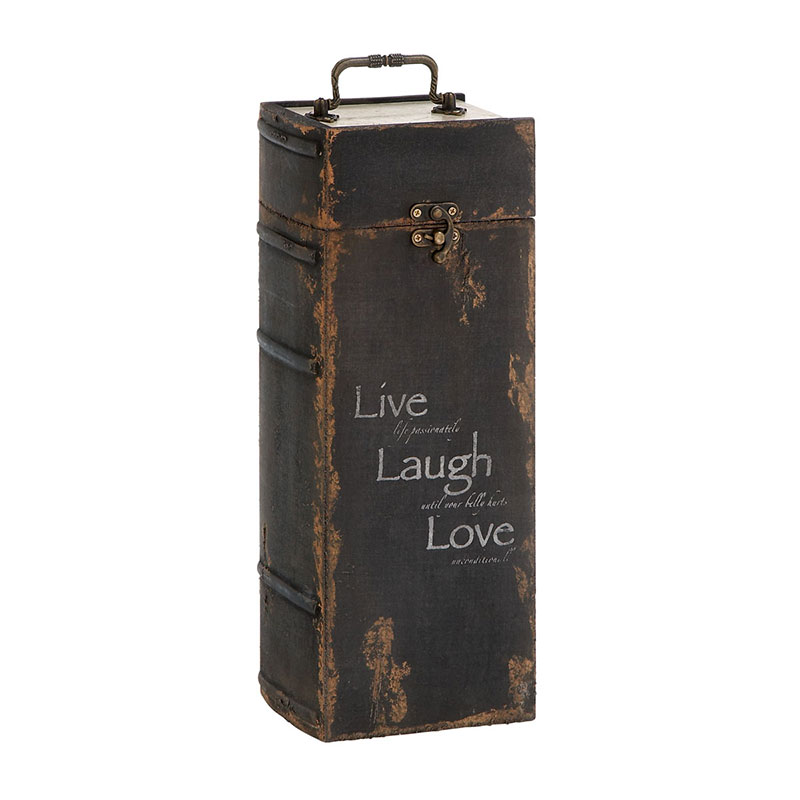 Live
life passionately
Laugh
until your belly hurts
Love
unconditionally